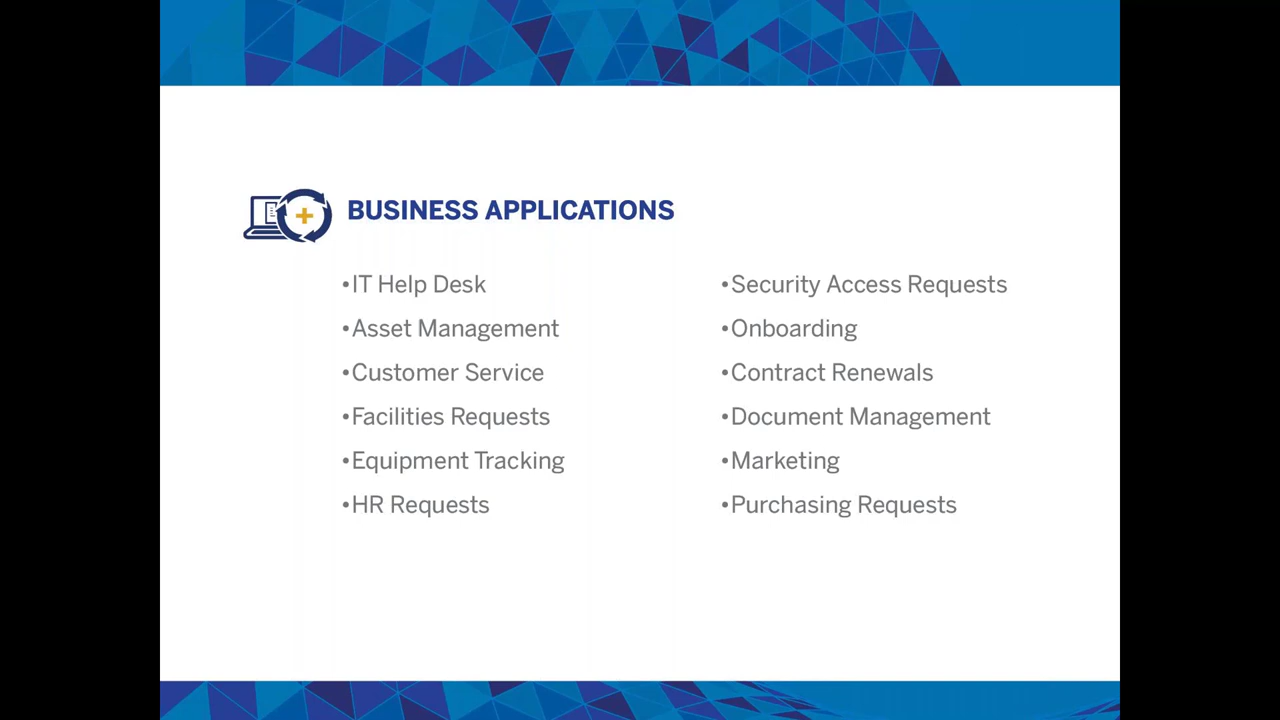 BUSINESS APPLICATIONS
•IT Help Desk
•Asset Management
•Customer Service
•Facilities Requests
•Equipment Tracking
•HR Requests
•Security Access Requests
•Onboarding
•Contract Renewals
•Document Management
•Marketing
•Purchasing Requests